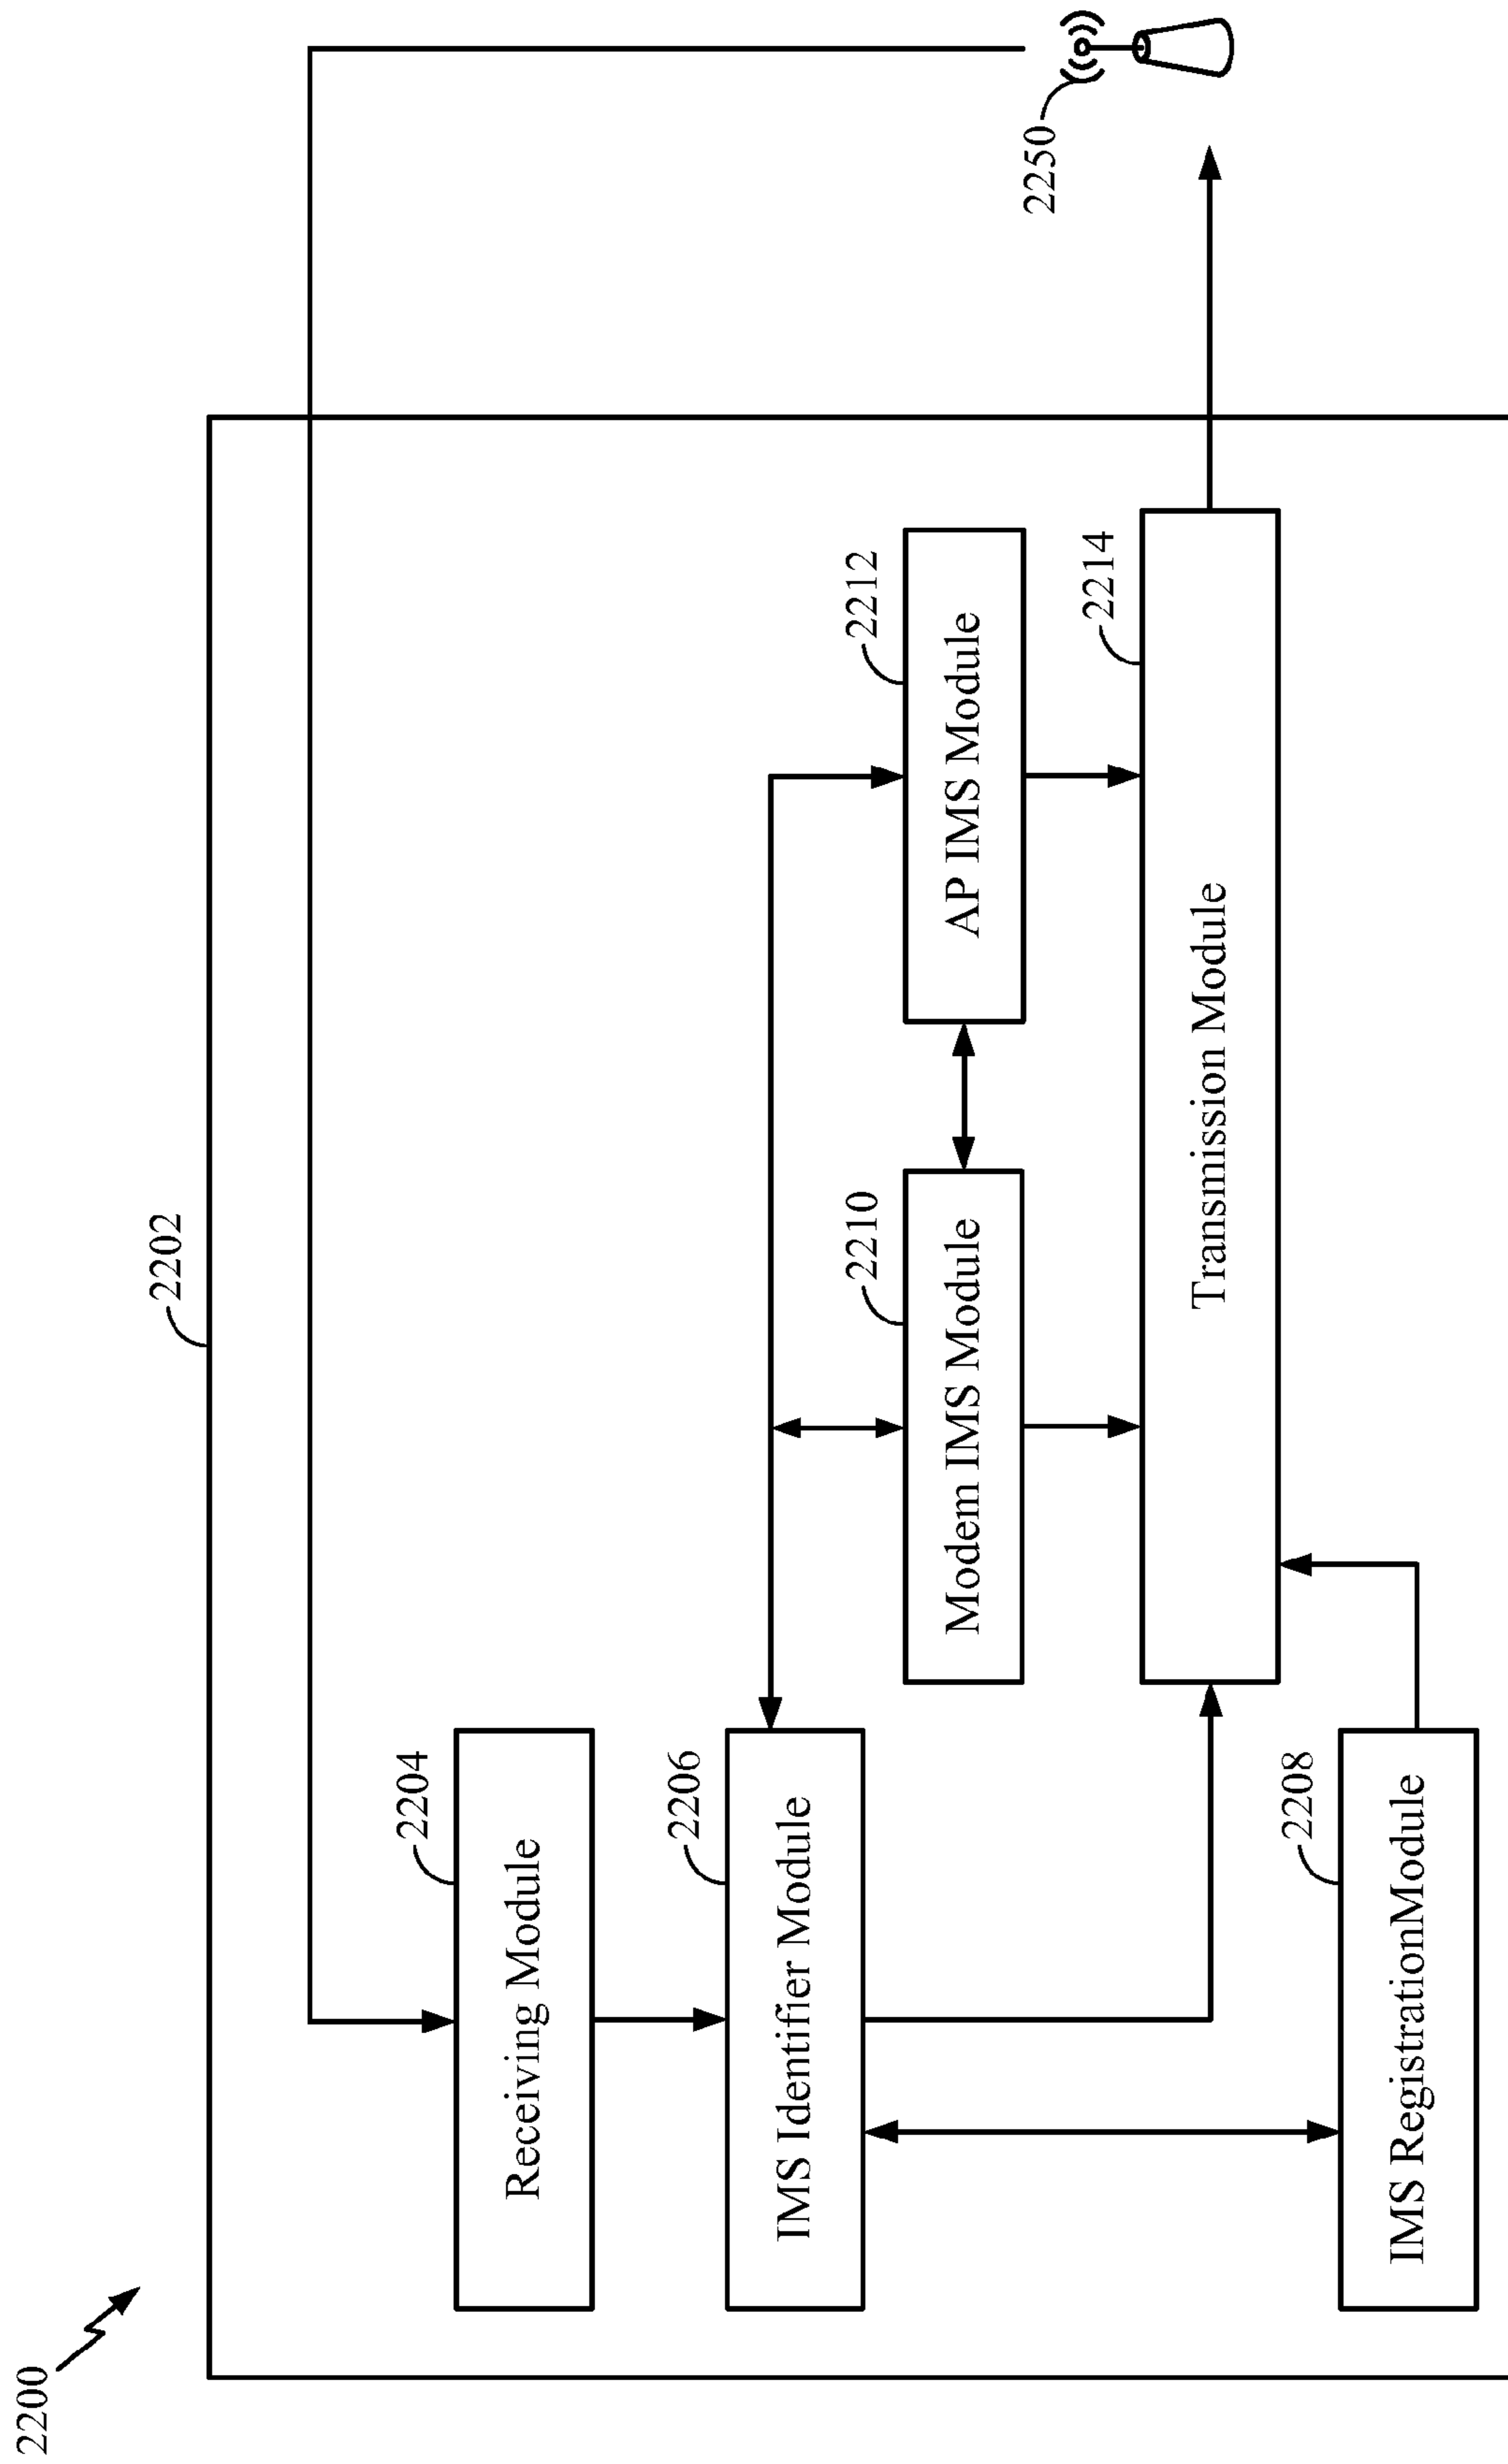 2200
2202
2204
Receiving Module
2206
IMS Identifier Module
2210
Modem IMS Module
2212
AP IMS Module
2250
2214
Transmission Module
2208
IMS RegistrationModule